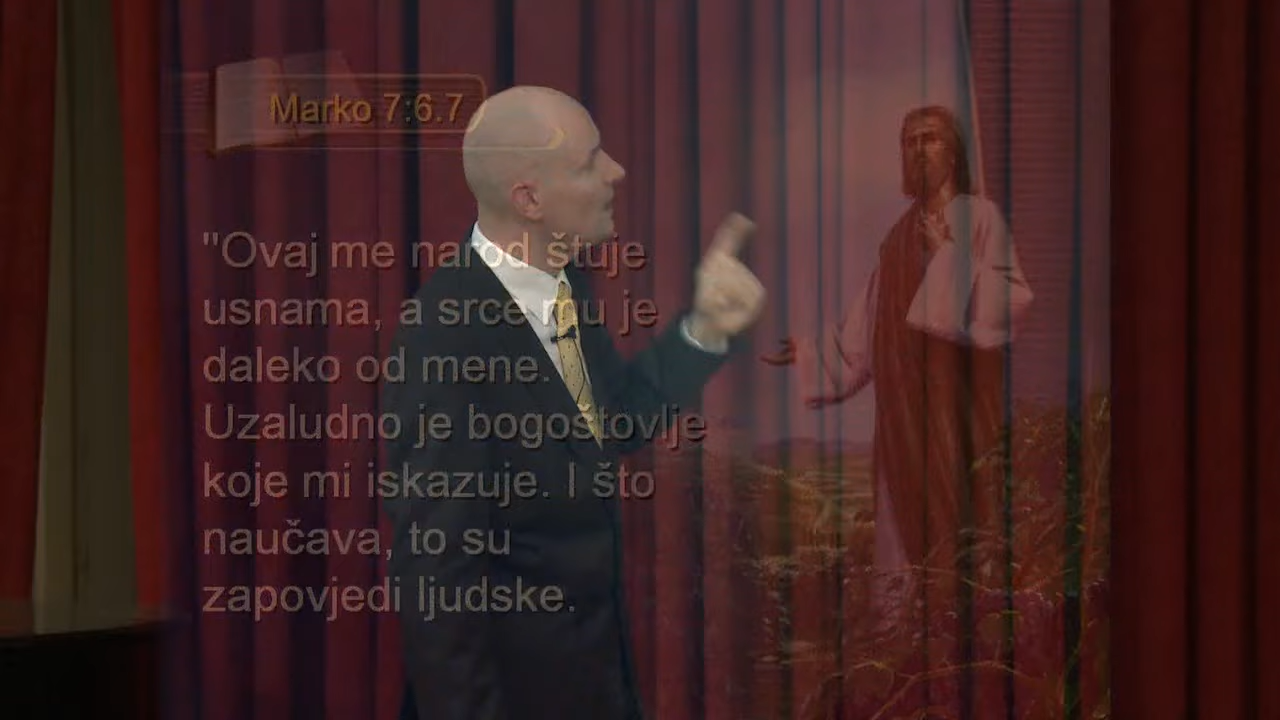 Marko 7:6.7
"Ovaj me narod štuje
usnama, a srce mu je
daleko od mene.
Uzaludno je bogoštovlje
koje mi iskazuje. I što
naučava, to su
zapovjedi ljudske.